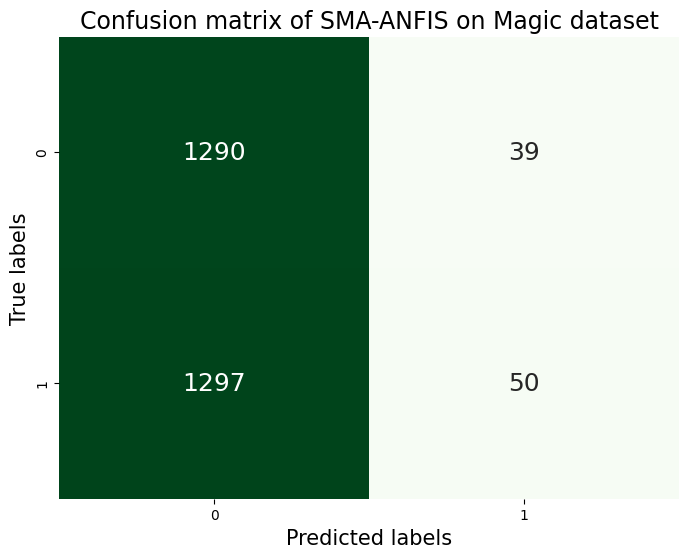 Confusion matrix of SMA-ANFIS on Magic dataset
True labels
0
1290
39
1
1297
50
0
1
Predicted labels